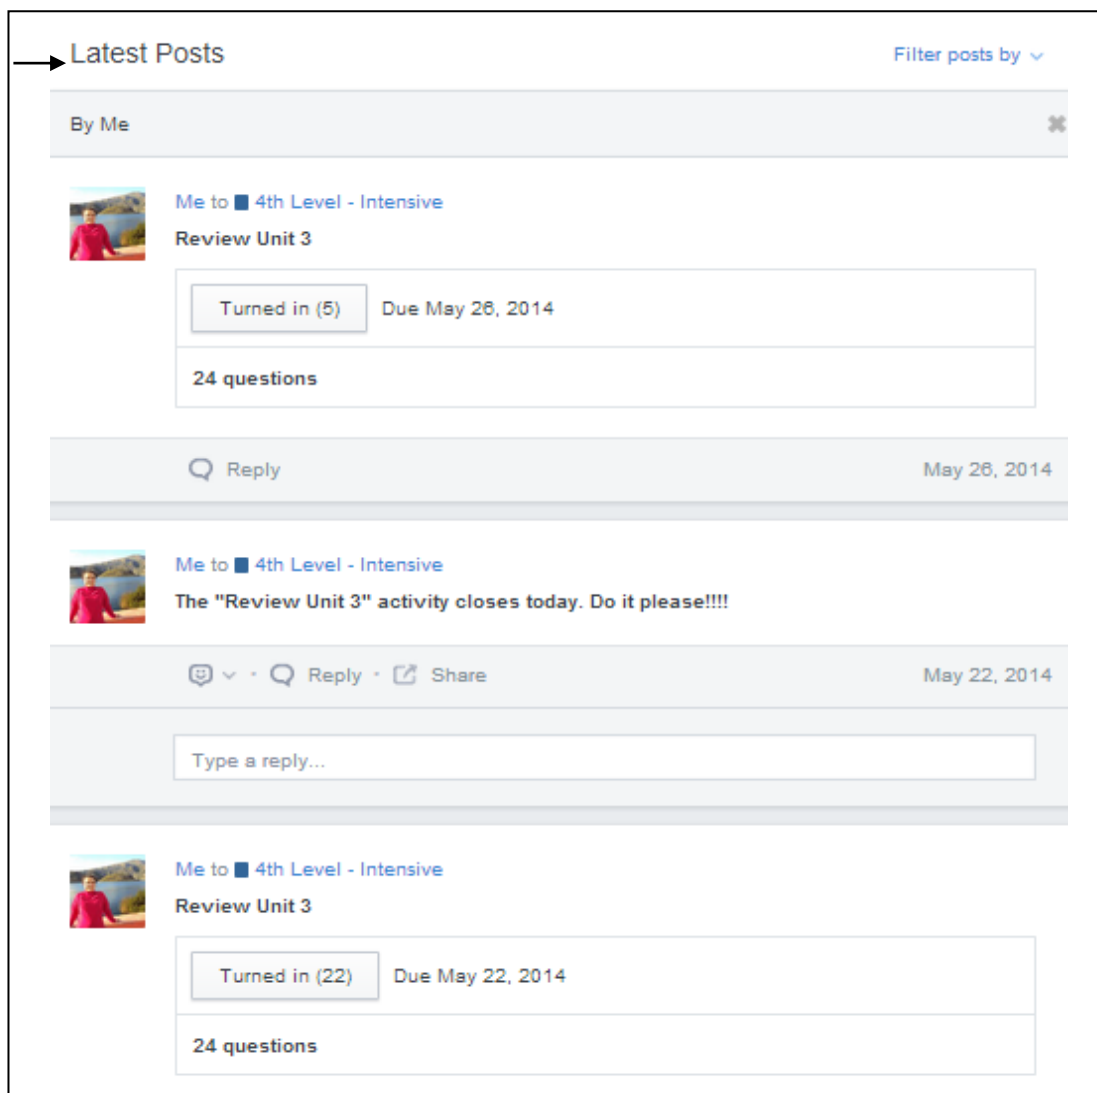 Latest Posts
Filter posts by
By Me
Me to 4th Level - Intensive
Review Unit 3
Turned in (5) Due May 26, 2014
24 questions
Reply May 26, 2014
Me to 4th Level - Intensive
The "Review Unit 3" activity closes today. Do it please!!!!
Reply · Share May 22, 2014
Type a reply...
Me to 4th Level - Intensive
Review Unit 3
Turned in (22) Due May 22, 2014
24 questions